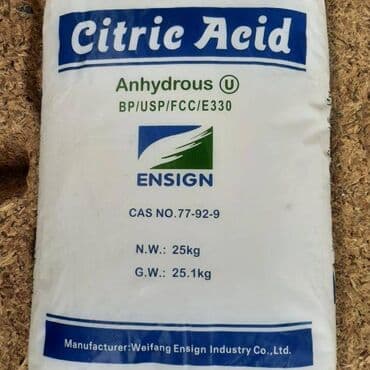 Citric Acid
Anhydrous Ⓤ
BP/USP/FCC/E330
ENSIGN
CAS NO.77-92-9
N.W.: 25kg
G.W.: 25.1kg
Manufacturer:Weifang Ensign Industry Co.,Ltd.